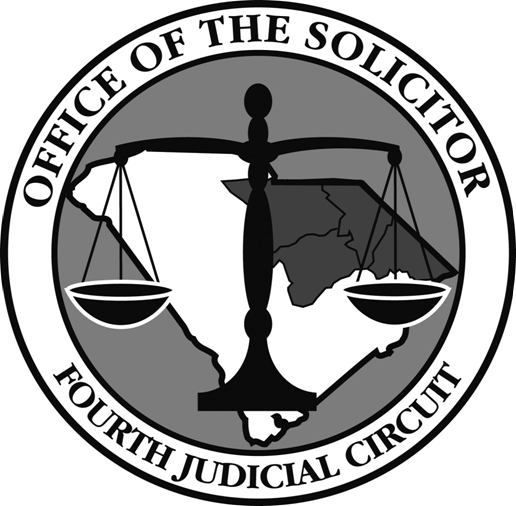 OFFICE OF THE SOLICITOR
FOURTH JUDICIAL CIRCUIT